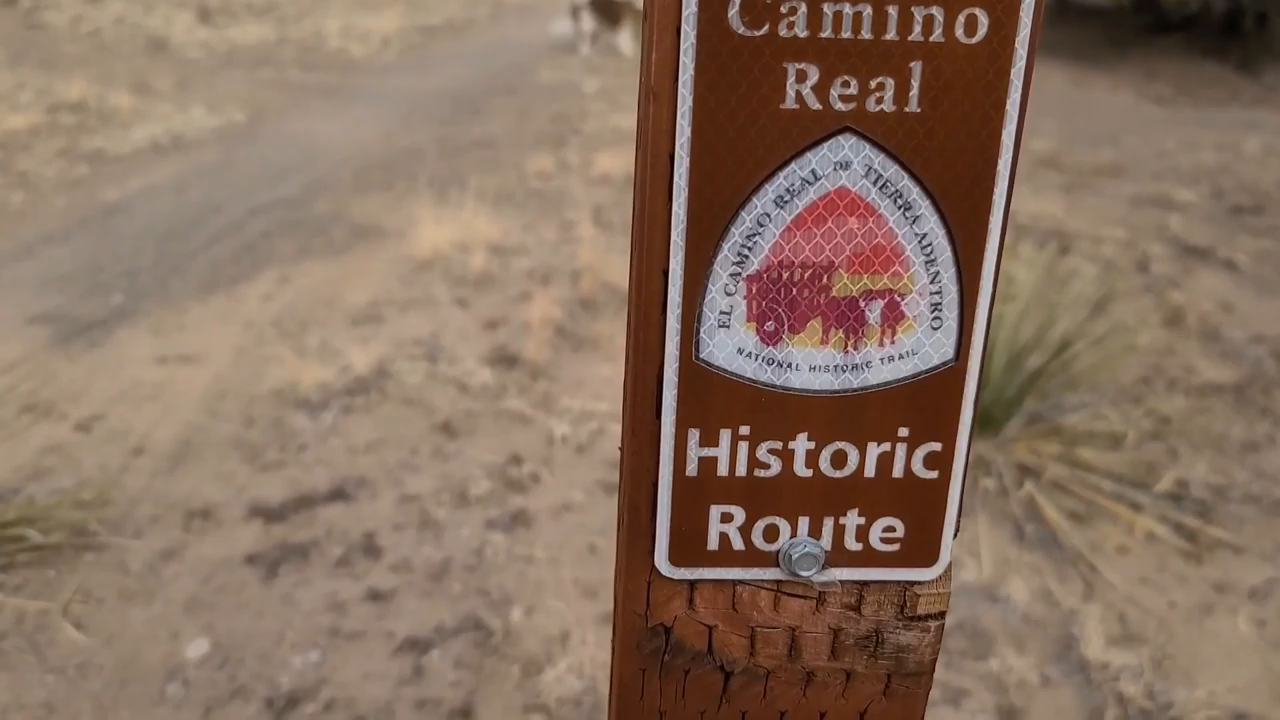 Camino
Real
EL CAMINO REAL DE TIERRA ADENTRO
NATIONAL HISTORIC TRAIL
Historic
Route